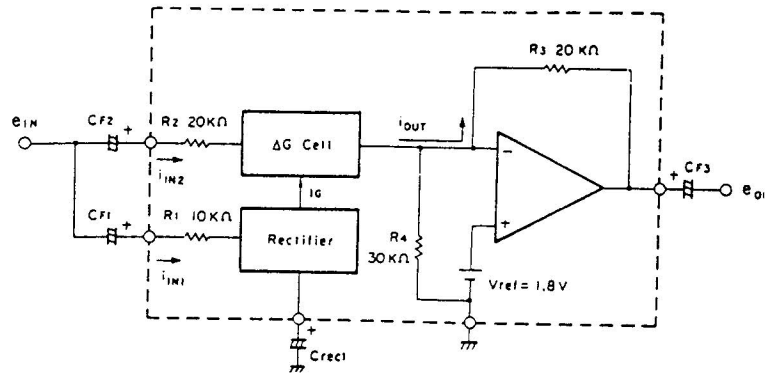 R3 20KΩ
eIN
CF2 +
R2 20KΩ
ΔG Cell
iOUT
iIN2
IG
−
+ CF3
eOU
CF1 +
R1 10KΩ
Rectifier
R4
30KΩ
+
Vref = 1.8V
iIN1
+
Crect